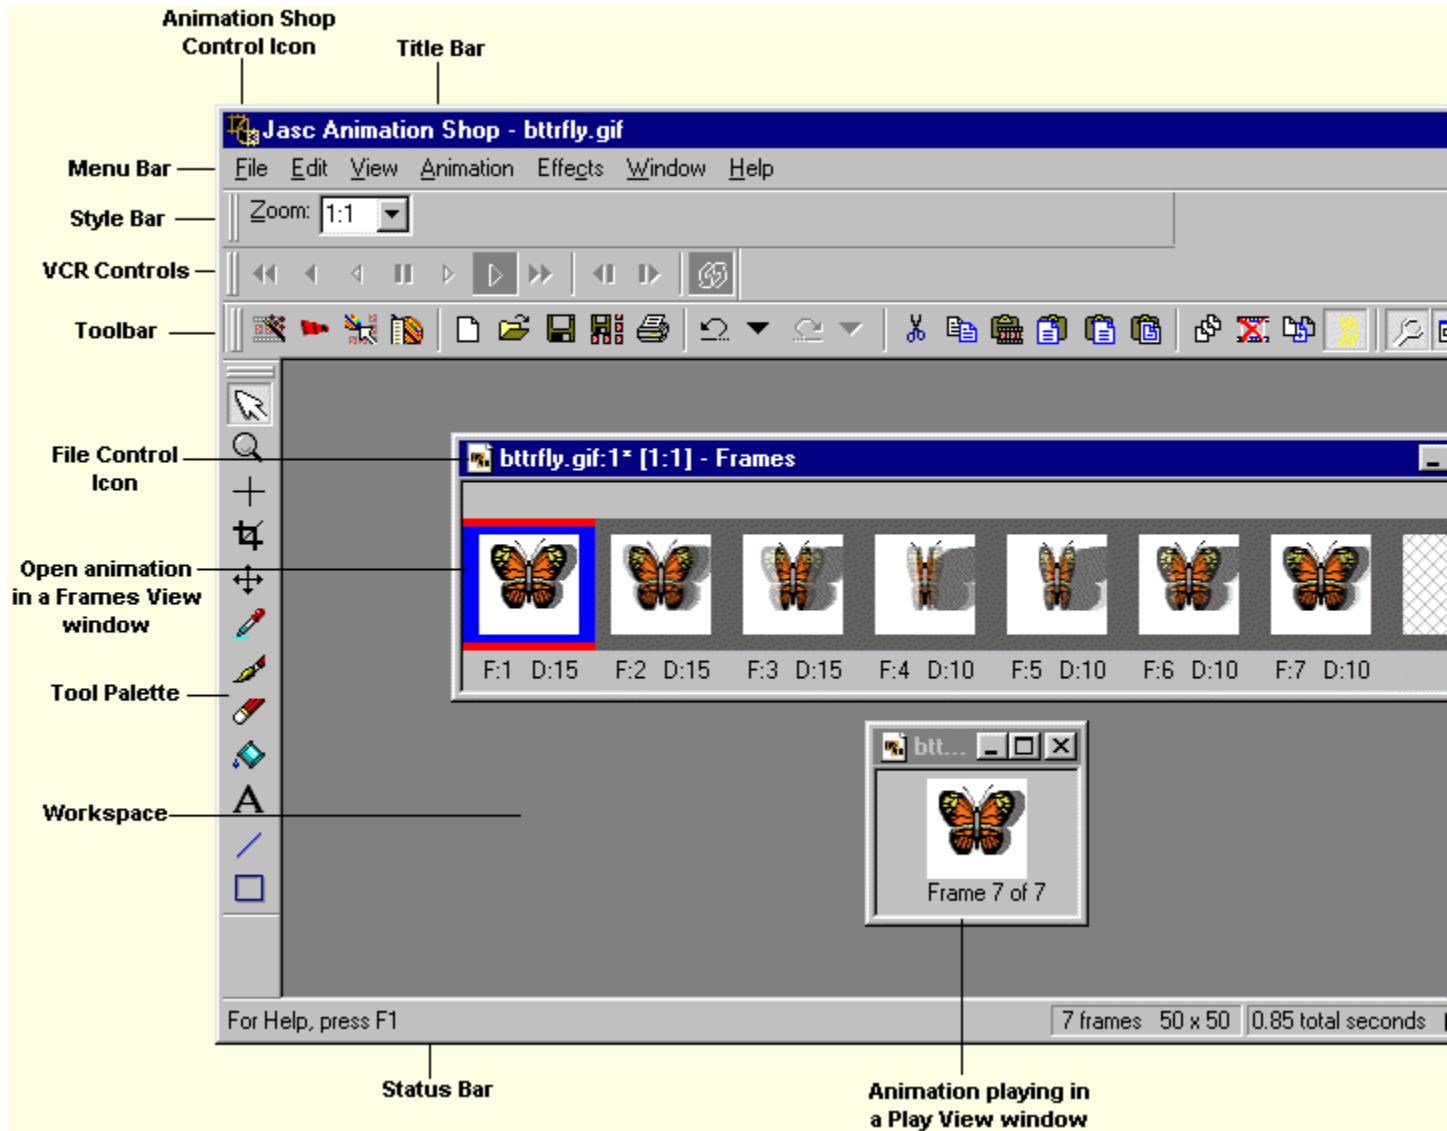 Animation Shop
Control Icon
Title Bar
Jasc Animation Shop - bttrfly.gif
Menu Bar
File Edit View Animation Effects Window Help
Style Bar
Zoom: 1:1
VCR Controls
Toolbar
File Control
Icon
bttrfly.gif:1* [1:1] - Frames
Open animation
in a Frames View
window
F:1 D:15 F:2 D:15 F:3 D:15 F:4 D:10 F:5 D:10 F:6 D:10 F:7 D:10
Tool Palette
btt...
A
Workspace
Frame 7 of 7
For Help, press F1
7 frames 50 x 50 0.85 total seconds
Status Bar
Animation playing in
a Play View window